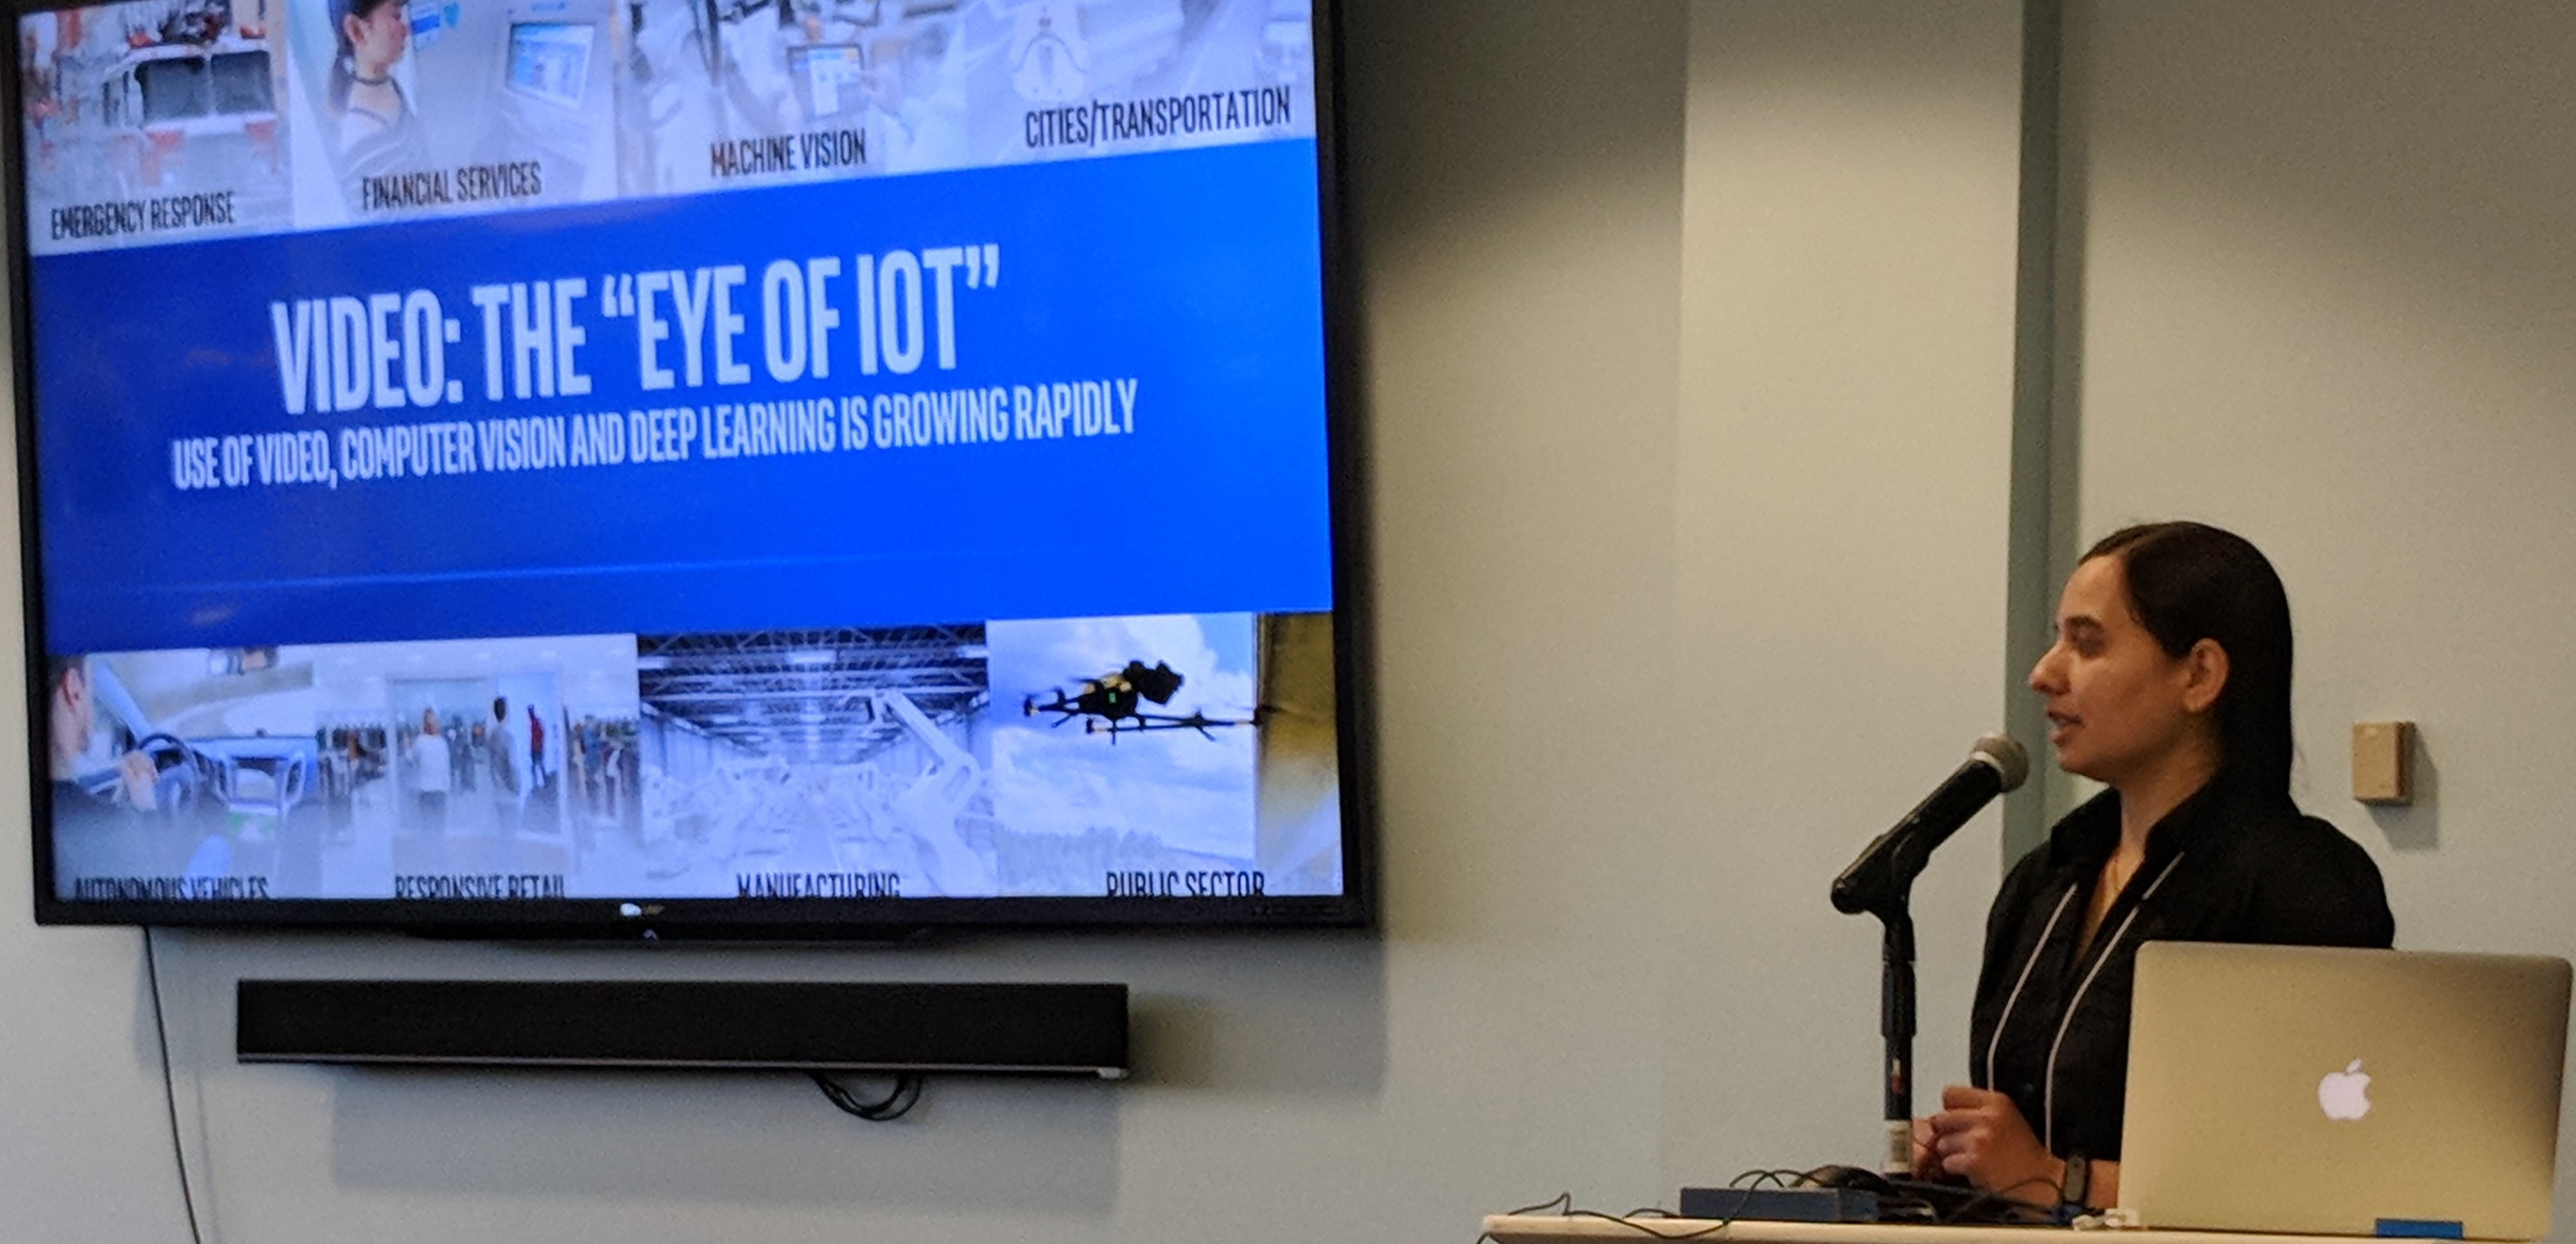 EMERGENCY RESPONSE
FINANCIAL SERVICES
MACHINE VISION
CITIES/TRANSPORTATION
VIDEO: THE “EYE OF IOT”
USE OF VIDEO, COMPUTER VISION AND DEEP LEARNING IS GROWING RAPIDLY
AUTONOMOUS VEHICLES
RESPONSIVE RETAIL
MANUFACTURING
PUBLIC SECTOR